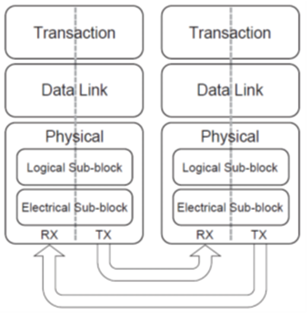 Transaction
Transaction
Data Link
Data Link
Physical
Physical
Logical Sub-block
Logical Sub-block
Electrical Sub-block
Electrical Sub-block
RX TX
RX TX